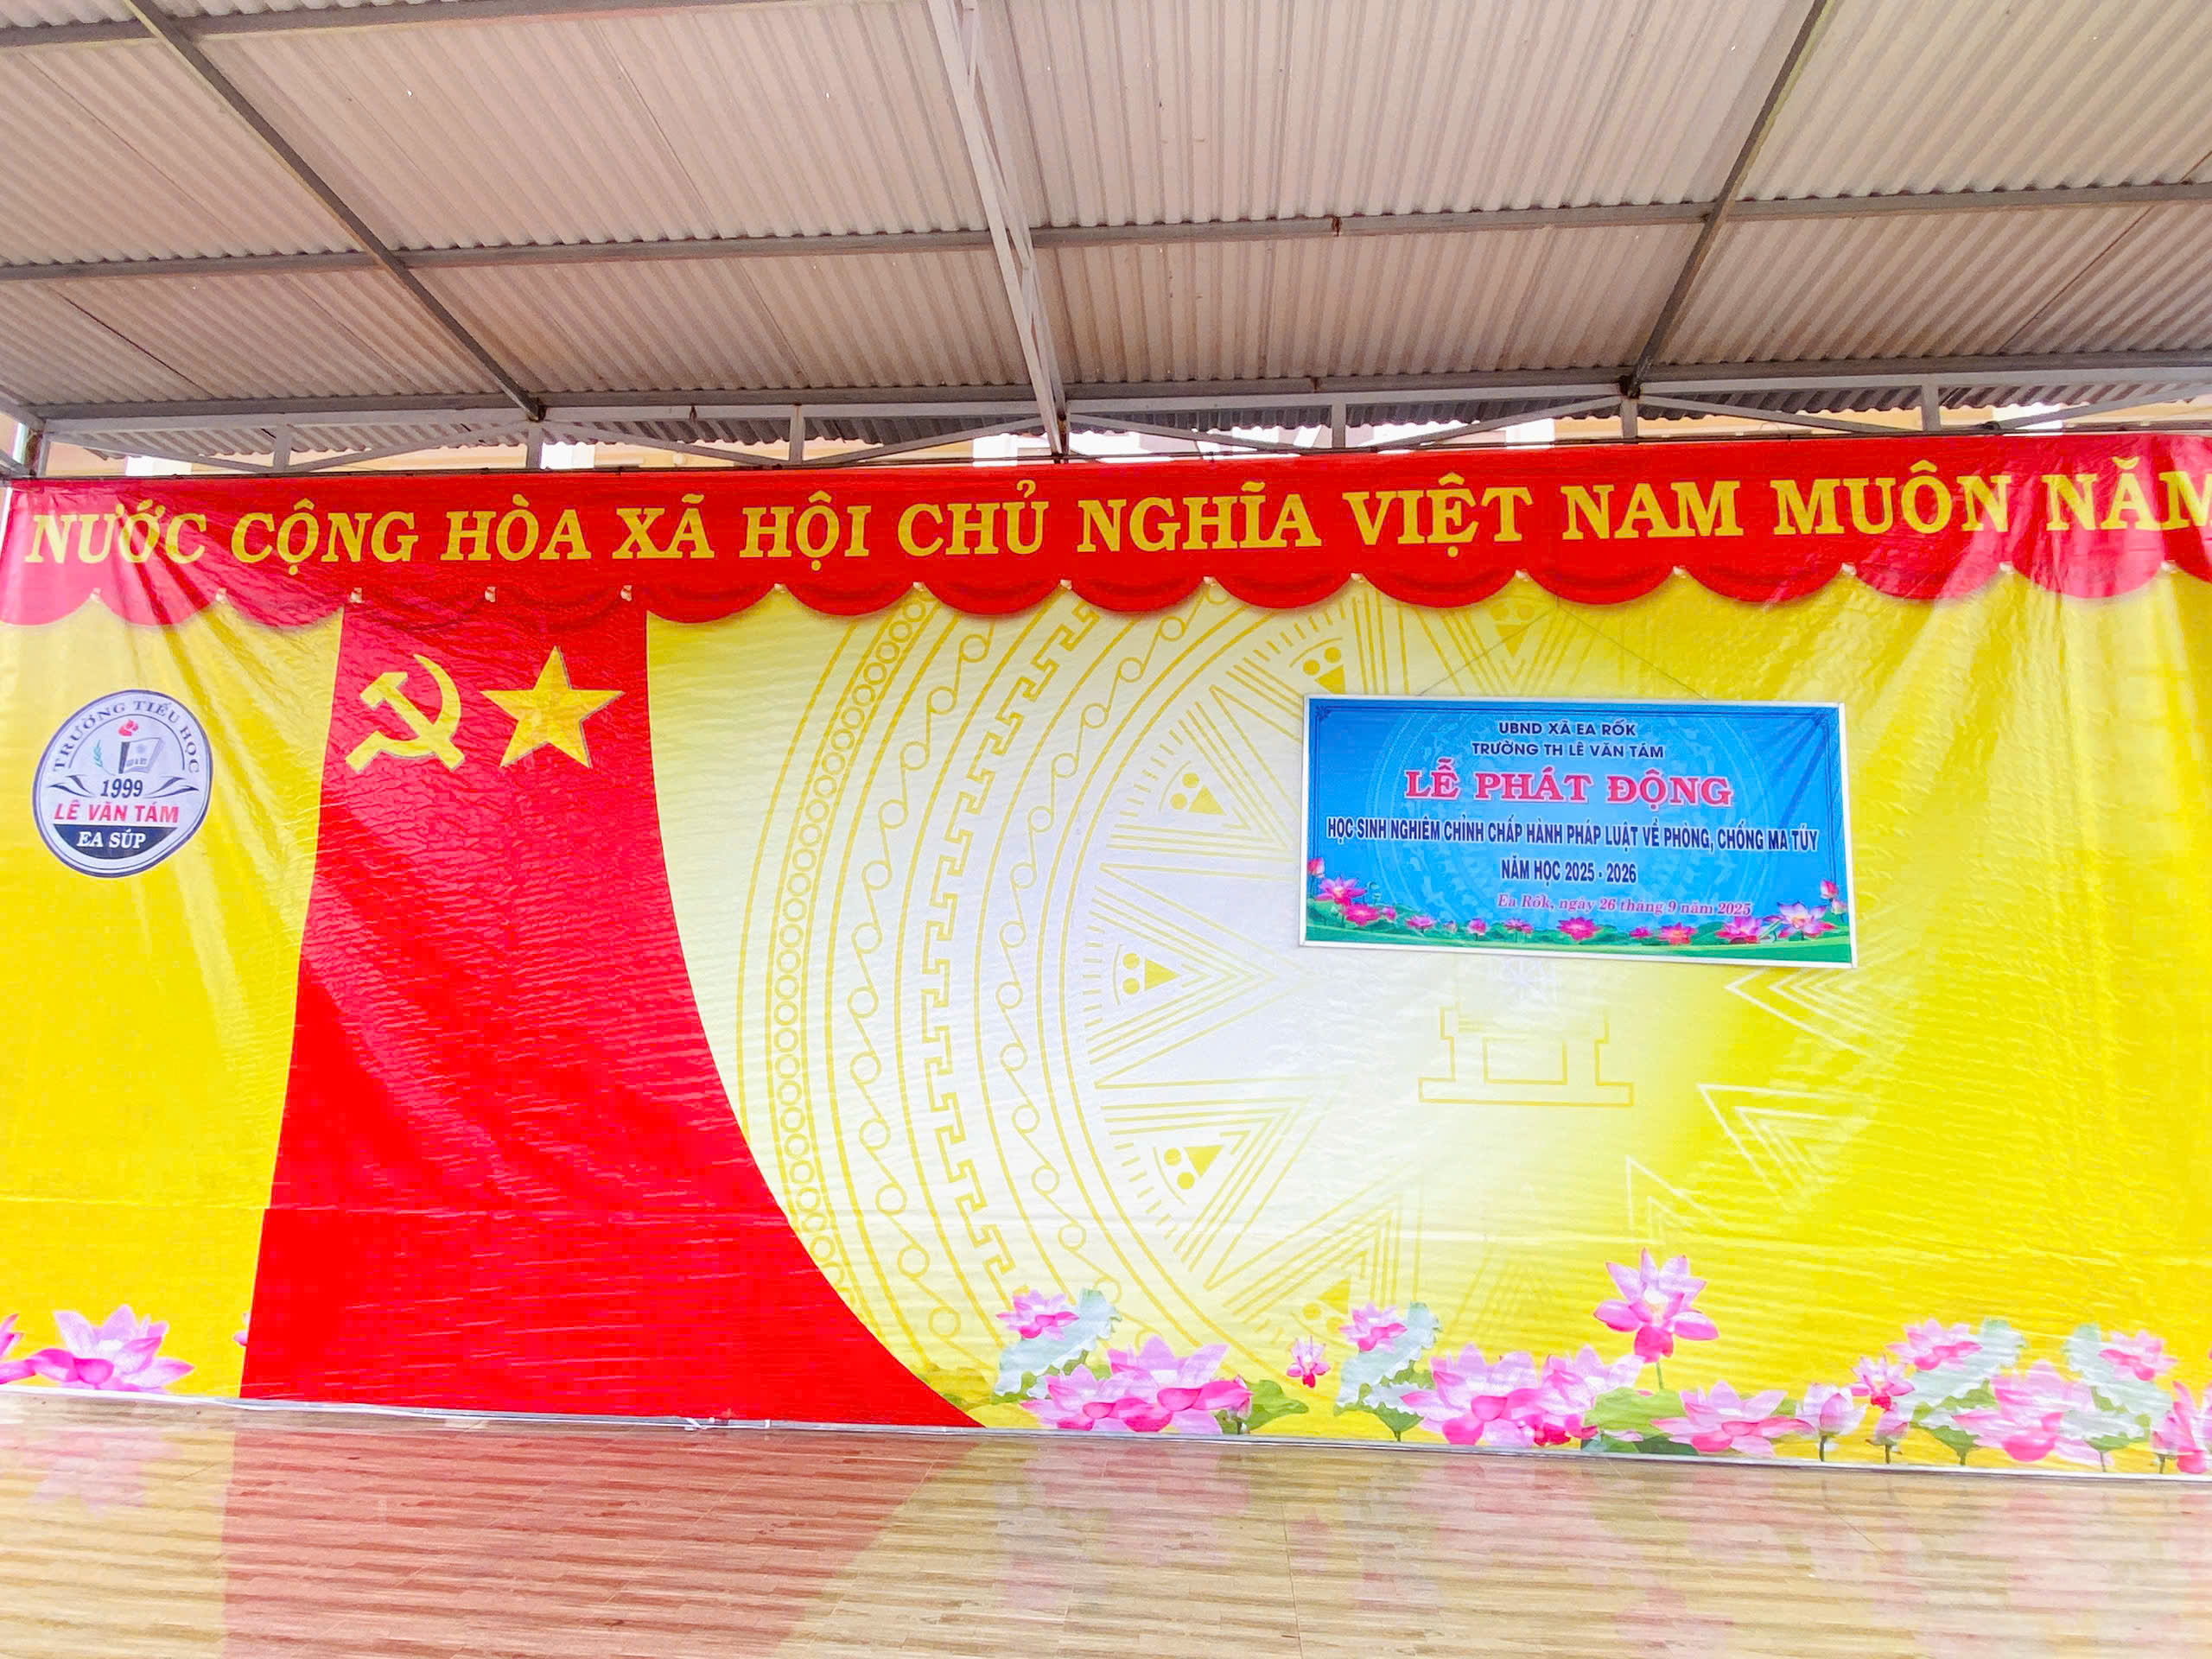 NƯỚC CỘNG HÒA XÃ HỘI CHỦ NGHĨA VIỆT NAM MUÔN NĂM
TRƯỜNG TIỂU HỌC
1999
LÊ VĂN TÁM
EA SÚP
UBND XÃ EA RỐK
TRƯỜNG TH LÊ VĂN TÁM
LỄ PHÁT ĐỘNG
HỌC SINH NGHIÊM CHỈNH CHẤP HÀNH PHÁP LUẬT VỀ PHÒNG, CHỐNG MA TÚY
NĂM HỌC 2025 - 2026
Ea Rốk, ngày 26 tháng 9 năm 2025